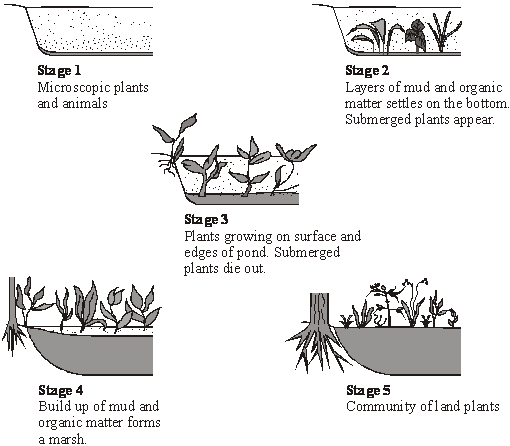 Stage 1
Microscopic plants
and animals
Stage 2
Layers of mud and organic
matter settles on the bottom.
Submerged plants appear.
Stage 3
Plants growing on surface and
edges of pond. Submerged
plants die out.
Stage 4
Build up of mud and
organic matter forms
a marsh.
Stage 5
Community of land plants